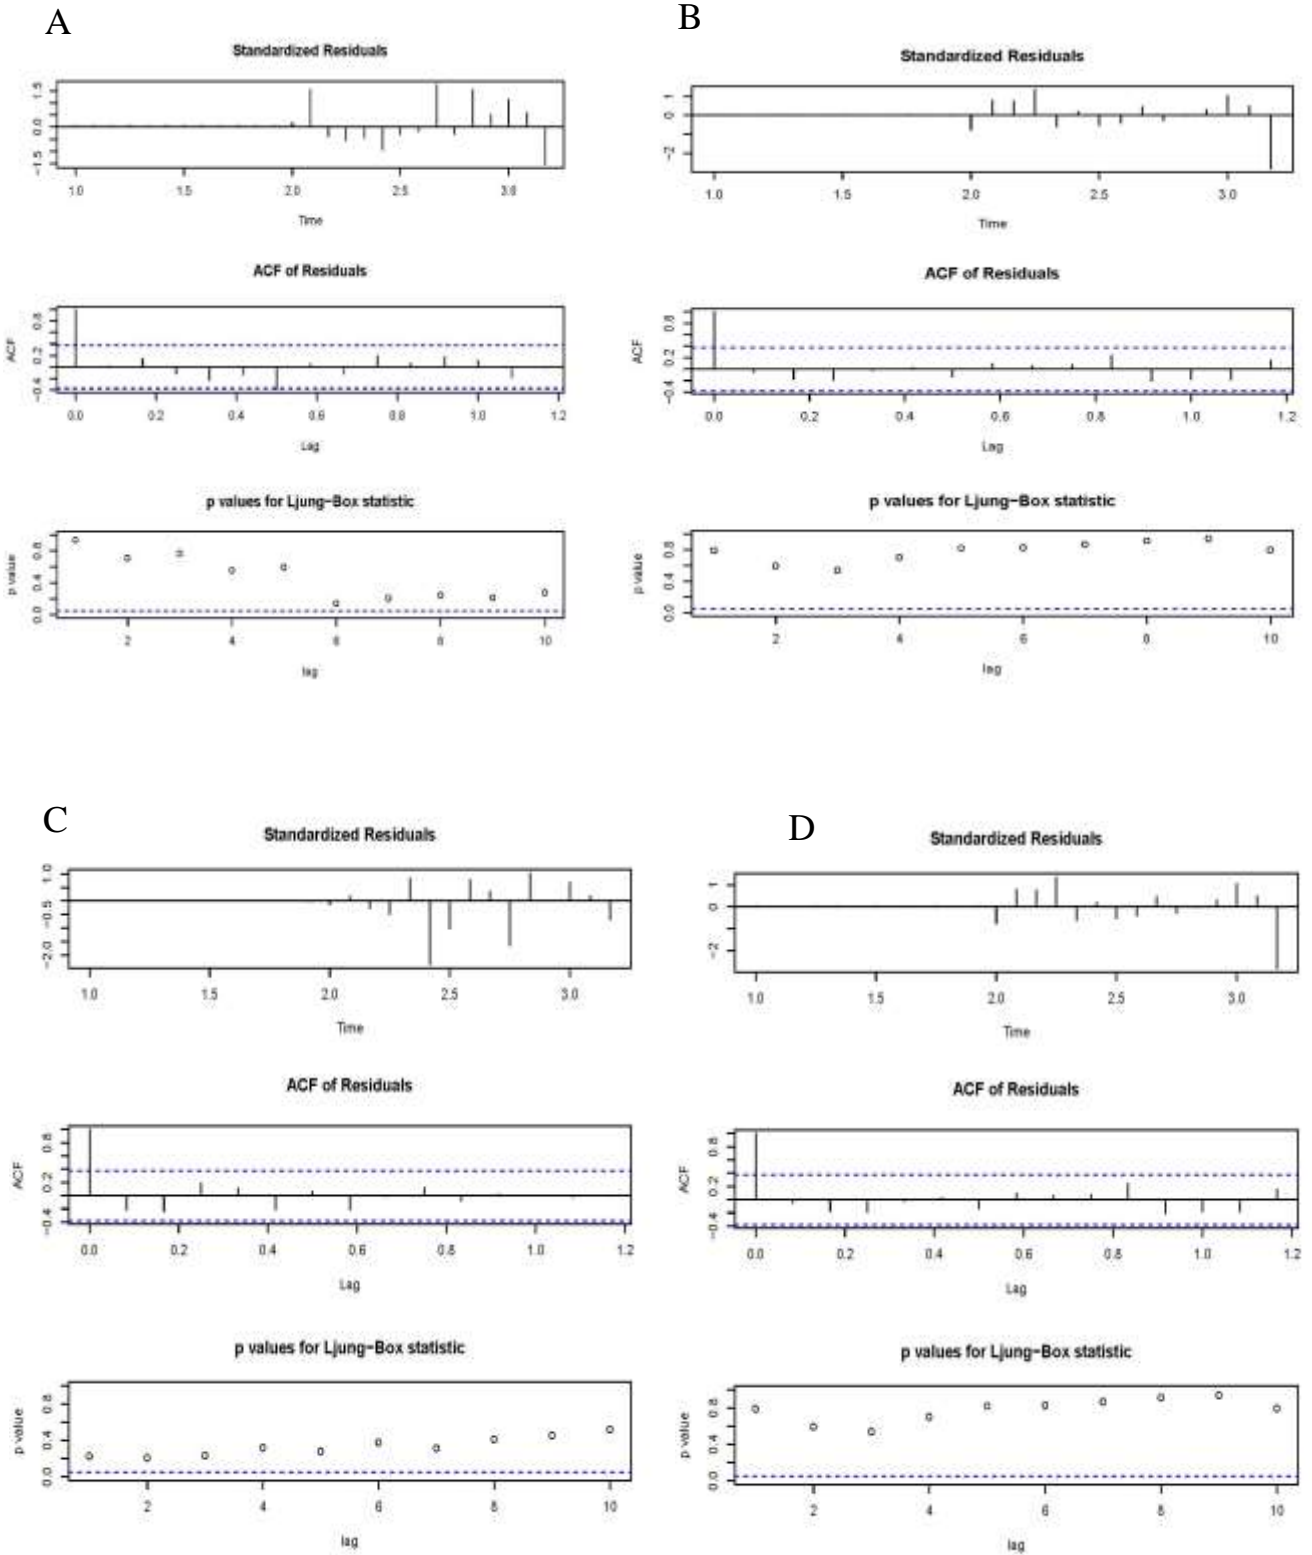 A
Standardized Residuals
1.5
0.0
−1.5
1.0 1.5 2.0 2.5 3.0
Time
ACF of Residuals
ACF
0.8
0.2
−0.4
0.0 0.2 0.4 0.6 0.8 1.0 1.2
Lag
p values for Ljung−Box statistic
p value
0.8
0.4
0.0
2 4 6 8 10
lag
B
Standardized Residuals
1
0
−2
1.0 1.5 2.0 2.5 3.0
Time
ACF of Residuals
ACF
0.8
0.2
−0.4
0.0 0.2 0.4 0.6 0.8 1.0 1.2
Lag
p values for Ljung−Box statistic
p value
0.8
0.4
0.0
2 4 6 8 10
lag
C
Standardized Residuals
1.0
−0.5
−2.0
1.0 1.5 2.0 2.5 3.0
Time
ACF of Residuals
ACF
0.8
0.2
−0.4
0.0 0.2 0.4 0.6 0.8 1.0 1.2
Lag
p values for Ljung−Box statistic
p value
0.8
0.4
0.0
2 4 6 8 10
lag
D
Standardized Residuals
1
0
−2
1.0 1.5 2.0 2.5 3.0
Time
ACF of Residuals
ACF
0.8
0.2
−0.4
0.0 0.2 0.4 0.6 0.8 1.0 1.2
Lag
p values for Ljung−Box statistic
p value
0.8
0.4
0.0
2 4 6 8 10
lag